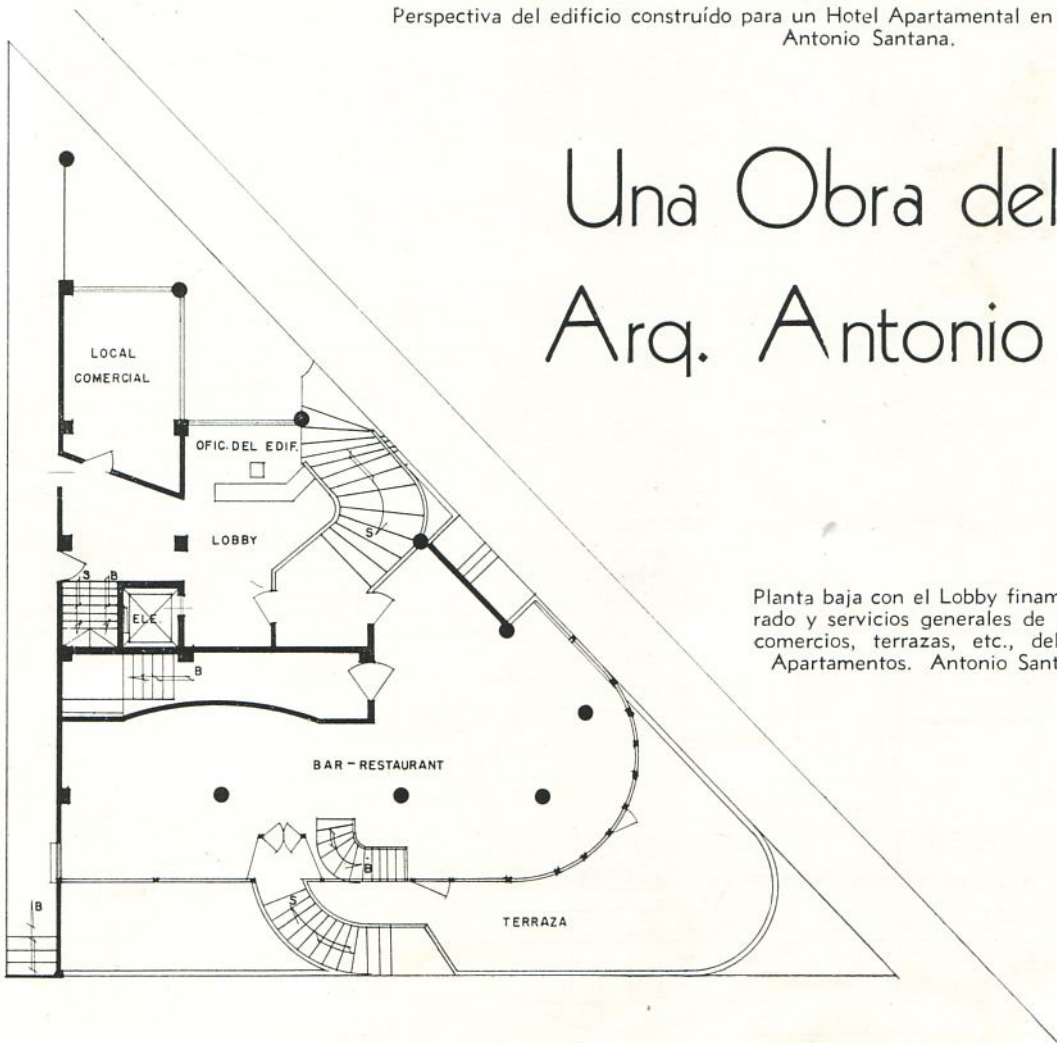 Perspectiva del edificio construído para un Hotel Apartamental en
Antonio Santana.
Una Obra del
Arq. Antonio
LOCAL
COMERCIAL
OFIC. DEL EDIF.
S
LOBBY
S B
ELE.
B
BAR-RESTAURANT
B
S
B
TERRAZA
Planta baja con el Lobby finam
rado y servicios generales de
comercios, terrazas, etc., del
Apartamentos. Antonio Sant